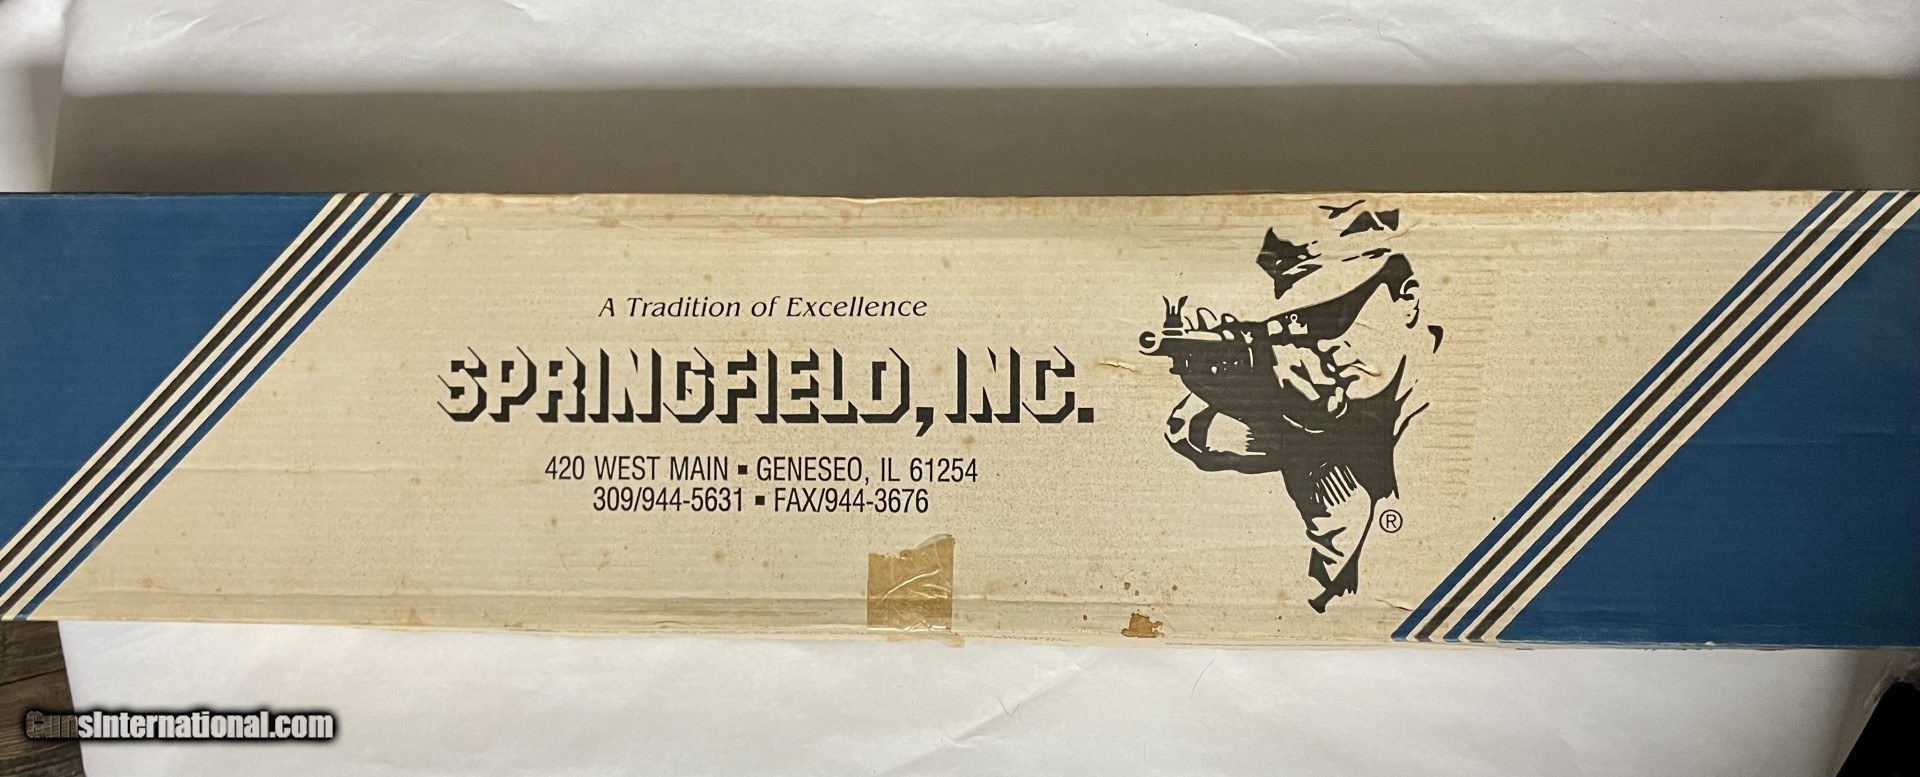 A Tradition of Excellence
SPRINGFIELD, INC.
420 WEST MAIN ▪ GENESEO, IL 61254
309/944-5631 ▪ FAX/944-3676
®
GunsInternational.com